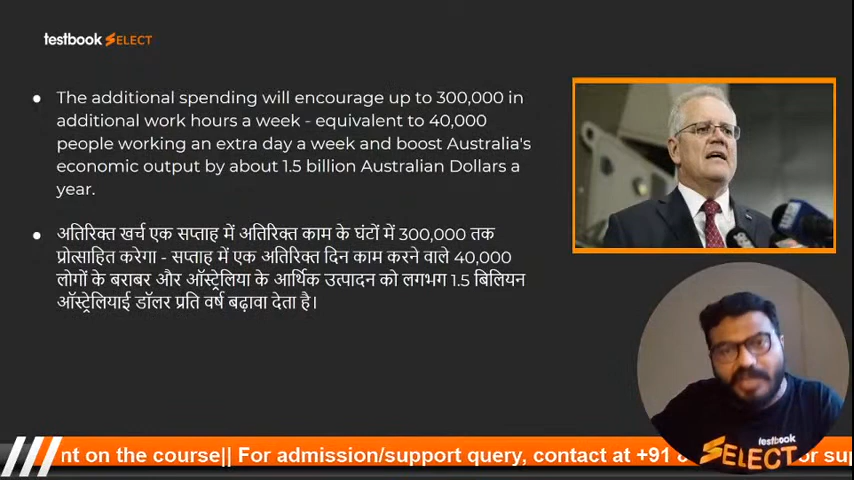 testbook SELECT
● The additional spending will encourage up to 300,000 in
additional work hours a week - equivalent to 40,000
people working an extra day a week and boost Australia's
economic output by about 1.5 billion Australian Dollars a
year.
● अतिरिक्त खर्च एक सप्ताह में अतिरिक्त काम के घंटों में 300,000 तक
प्रोत्साहित करेगा - सप्ताह में एक अतिरिक्त दिन काम करने वाले 40,000
लोगों के बराबर और ऑस्ट्रेलिया के आर्थिक उत्पादन को लगभग 1.5 बिलियन
ऑस्ट्रेलियाई डॉलर प्रति वर्ष बढ़ावा देता है।
testbook
SELECT
nt on the course|| For admission/support query, contact at +91 8 or sup